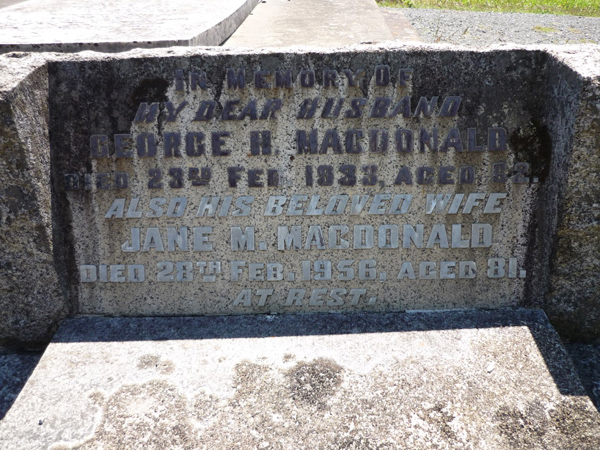 IN MEMORY OF
MY DEAR HUSBAND
GEORGE H. MACDONALD
DIED 23RD FEB. 1933, AGED
ALSO HIS BELOVED WIFE
JANE M. MACDONALD
DIED 28TH FEB. 1956, AGED 81.
AT REST.